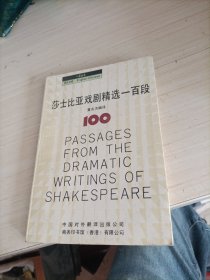 莎士比亚戏剧精选一百段
100
PASSAGES
FROM THE
DRAMATIC
WRITINGS OF
SHAKESPEARE
中国对外翻译出版公司
商务印书馆(香港)有限公司